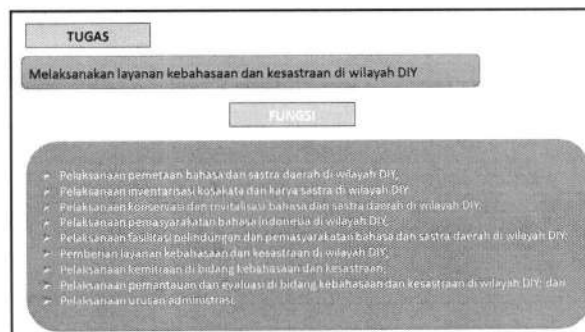 TUGAS
Melaksanakan layanan kebahasaan dan kesastraan di wilayah DIY
FUNGSI
Pelaksanaan pemetaan bahasa dan sastra daerah di wilayah DIY;
Pelaksanaan inventarisasi kosakata dan karya sastra di wilayah DIY;
Pelaksanaan konservasi dan revitalisasi bahasa dan sastra daerah di wilayah DIY;
Pelaksanaan pemasyarakatan bahasa Indonesia di wilayah DIY;
Pelaksanaan fasilitasi pelindungan dan pemasyarakatan bahasa dan sastra daerah di wilayah DIY;
Pemberian layanan kebahasaan dan kesastraan di wilayah DIY;
Pelaksanaan kemitraan di bidang kebahasaan dan kesastraan;
Pelaksanaan pemantauan dan evaluasi di bidang kebahasaan dan kesastraan di wilayah DIY; dan
Pelaksanaan urusan administrasi.